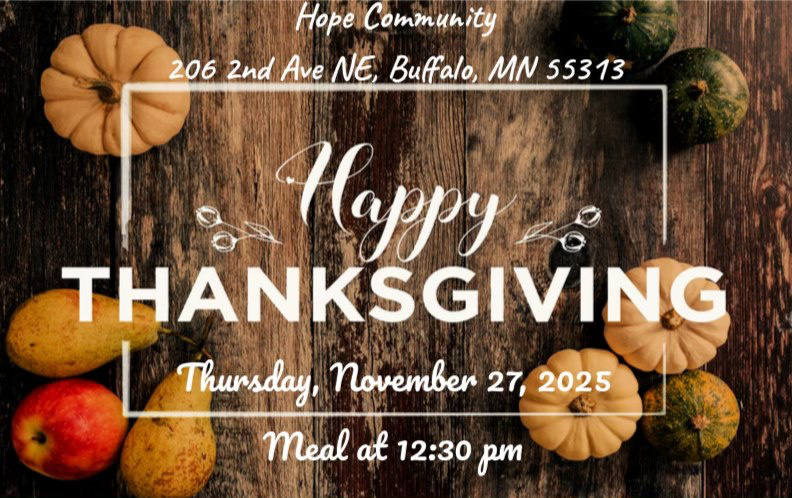 Hope Community
206 2nd Ave NE, Buffalo, MN 55313
Happy
THANKSGIVING
Thursday, November 27, 2025
Meal at 12:30 pm